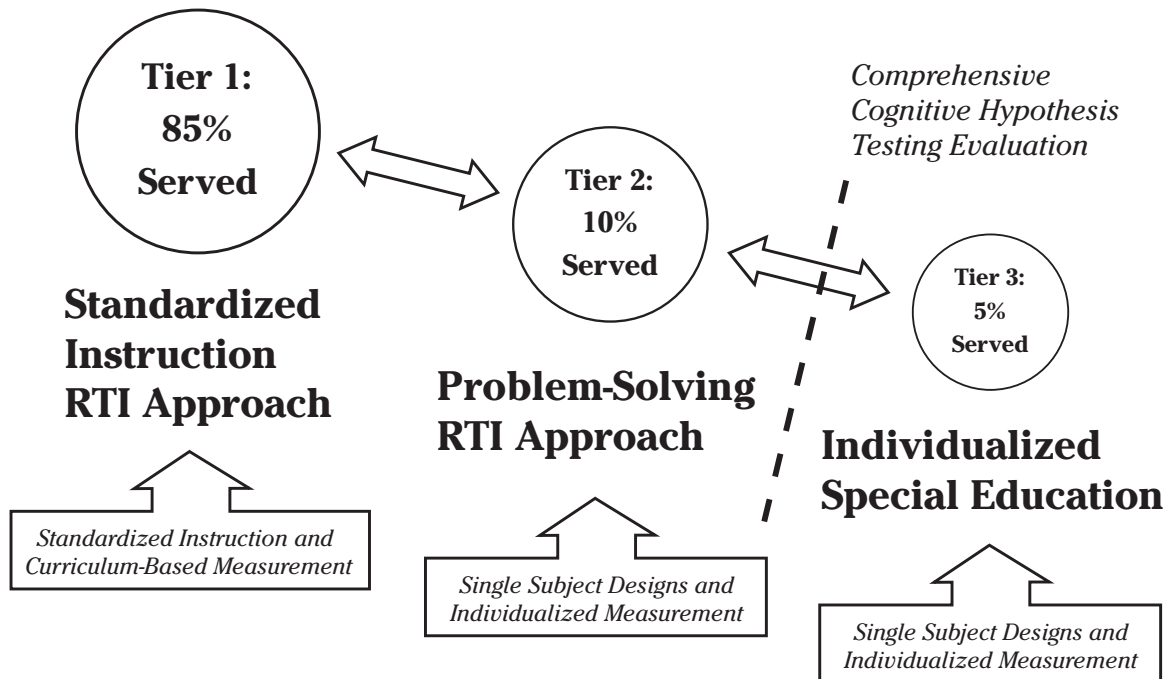 Tier 1:
85%
Served
Standardized
Instruction
RTI Approach
Standardized Instruction and
Curriculum-Based Measurement
Tier 2:
10%
Served
Problem-Solving
RTI Approach
Single Subject Designs and
Individualized Measurement
Comprehensive
Cognitive Hypothesis
Testing Evaluation
Tier 3:
5%
Served
Individualized
Special Education
Single Subject Designs and
Individualized Measurement